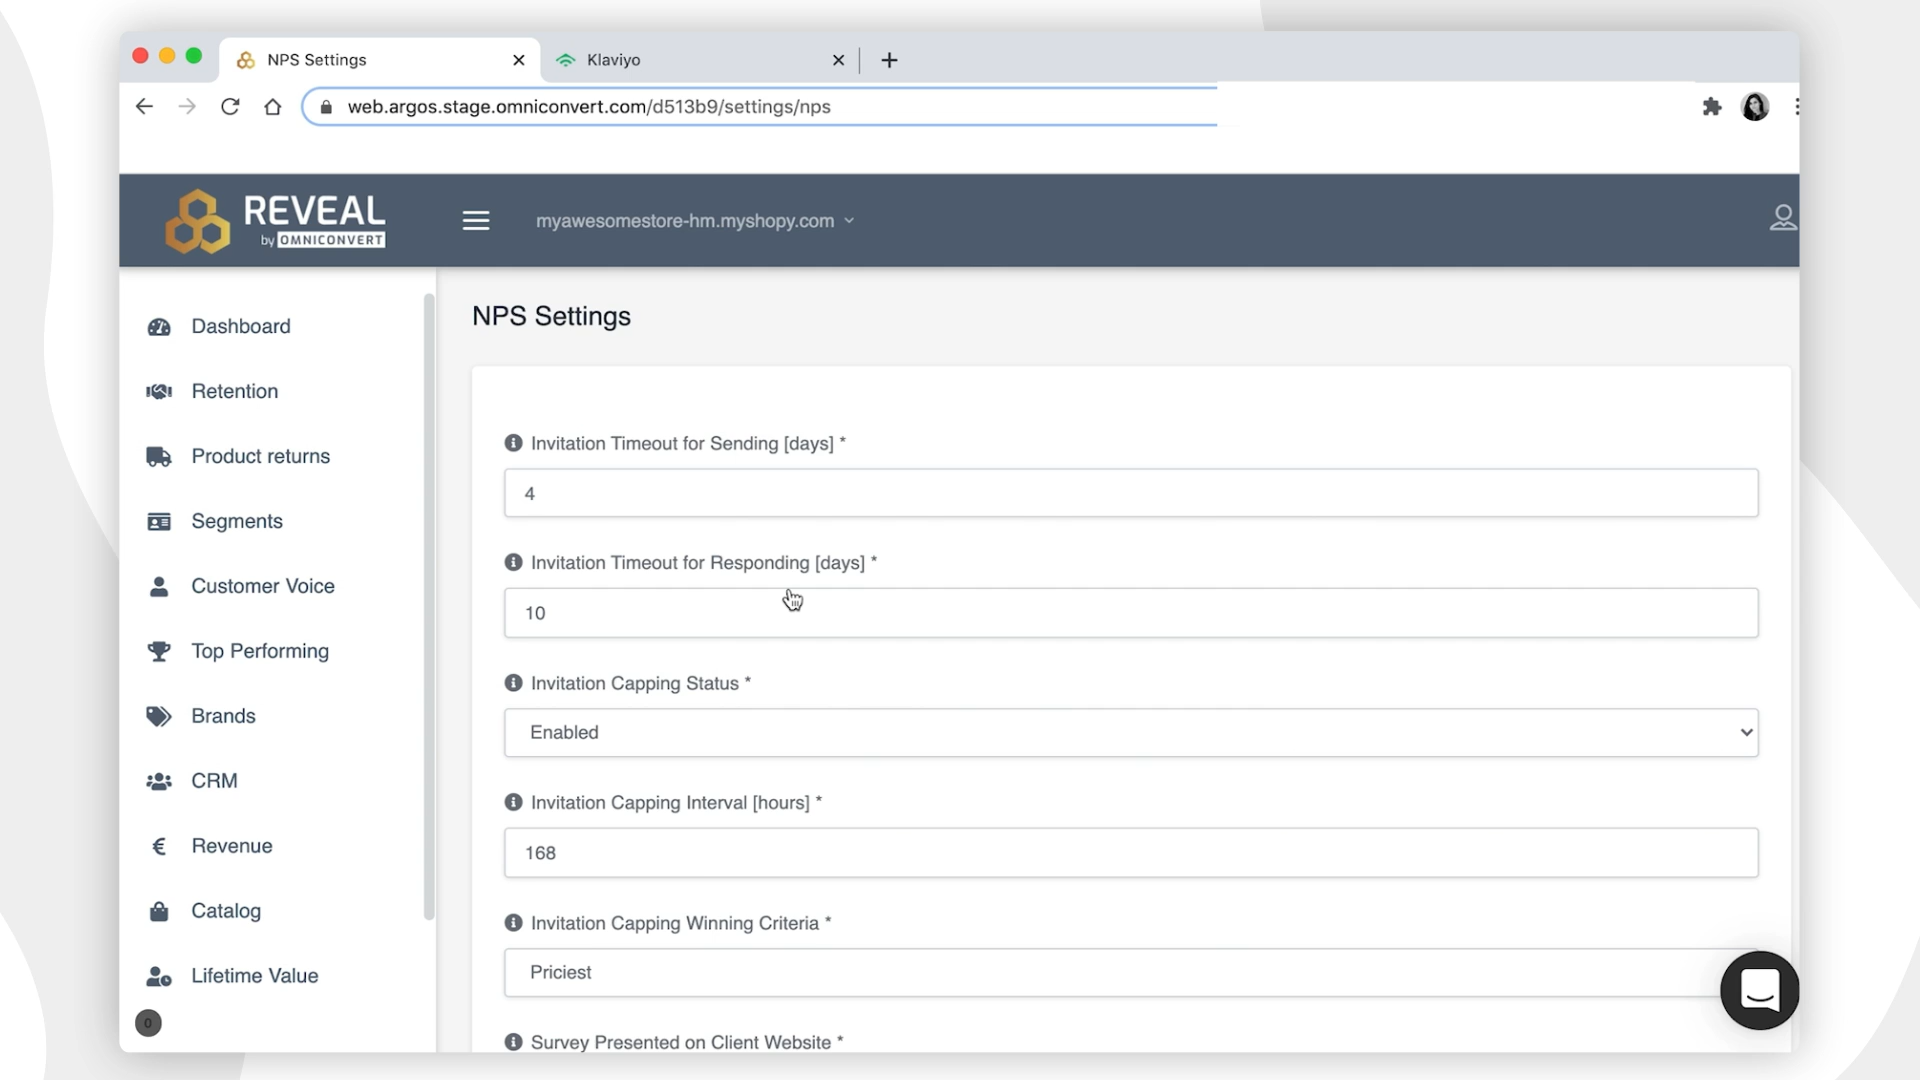 NPS Settings
Klaviyo
web.argos.stage.omniconvert.com/d513b9/settings/nps
REVEAL
by OMNICONVERT
myawesomestore-hm.myshopy.com
Dashboard
Retention
Product returns
Segments
Customer Voice
Top Performing
Brands
CRM
€ Revenue
Catalog
Lifetime Value
0
NPS Settings
Invitation Timeout for Sending [days] *
4
Invitation Timeout for Responding [days] *
10
Invitation Capping Status *
Enabled
Invitation Capping Interval [hours] *
168
Invitation Capping Winning Criteria *
Priciest
Survey Presented on Client Website *